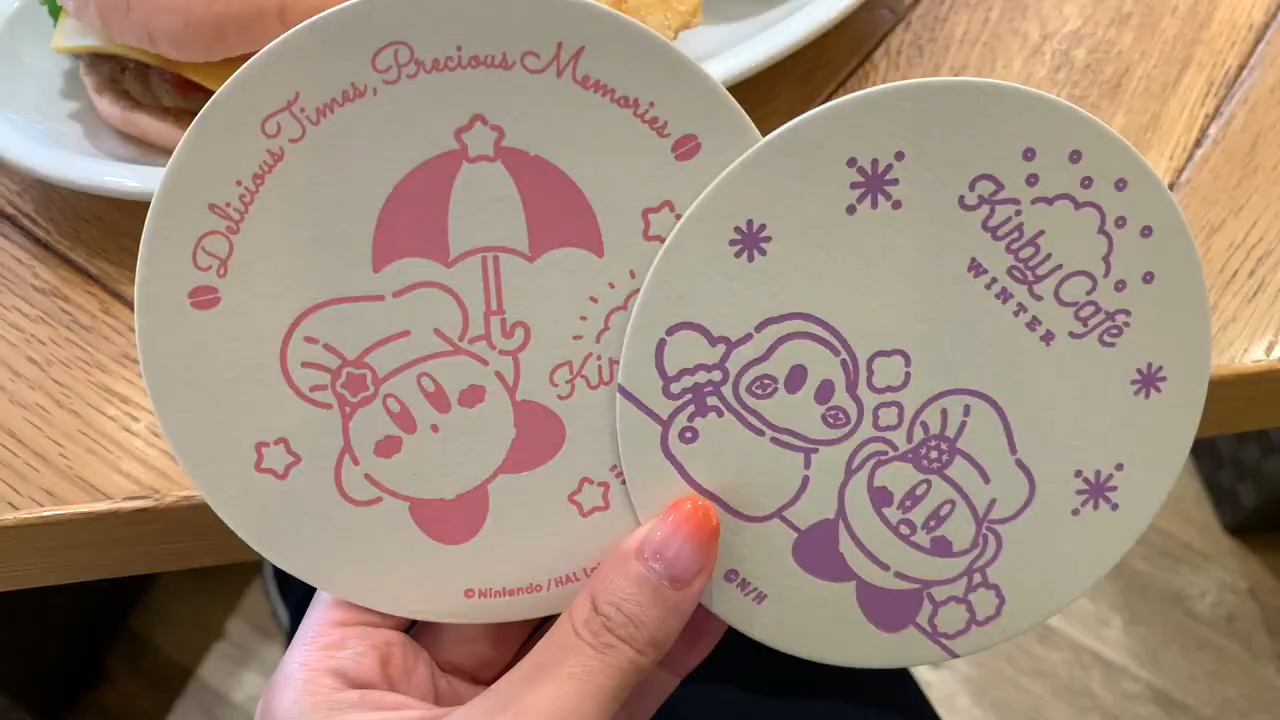 Delicious Times, Precious Memories
©Nintendo / HAL
Kirby Café
WINTER
©N/H